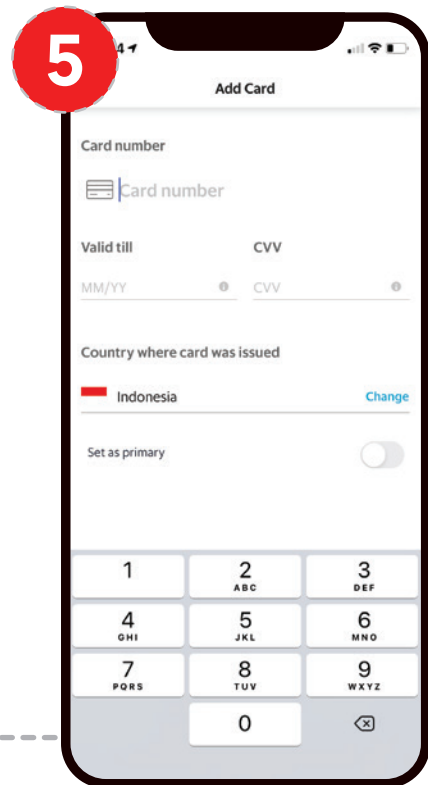 5
4
Add Card
Card number
Card number
Valid till CVV
MM/YY CVV
Country where card was issued
Indonesia Change
Set as primary
1 2 3
ABC DEF
4 5 6
GHI JKL MNO
7 8 9
PQRS TUV WXYZ
0